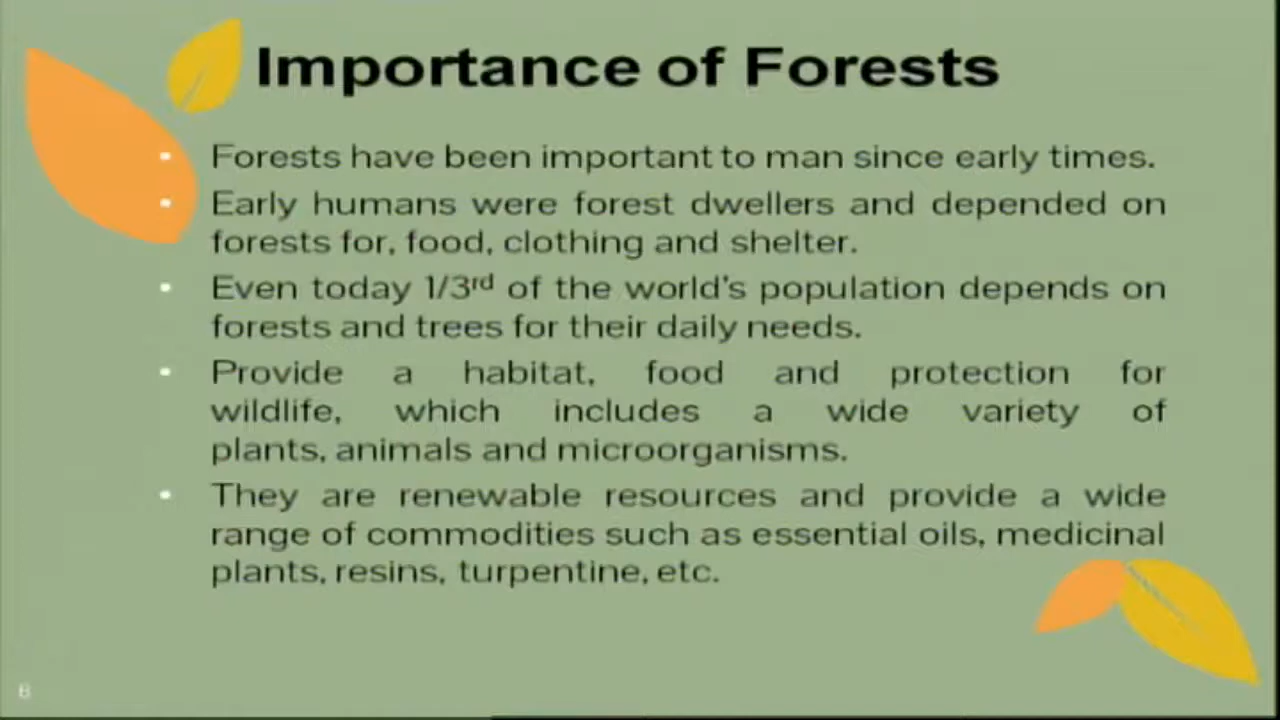 Importance of Forests
• Forests have been important to man since early times.
• Early humans were forest dwellers and depended on
forests for, food, clothing and shelter.
• Even today 1/3rd of the world's population depends on
forests and trees for their daily needs.
• Provide a habitat, food and protection for
wildlife, which includes a wide variety of
plants, animals and microorganisms.
• They are renewable resources and provide a wide
range of commodities such as essential oils, medicinal
plants, resins, turpentine, etc.